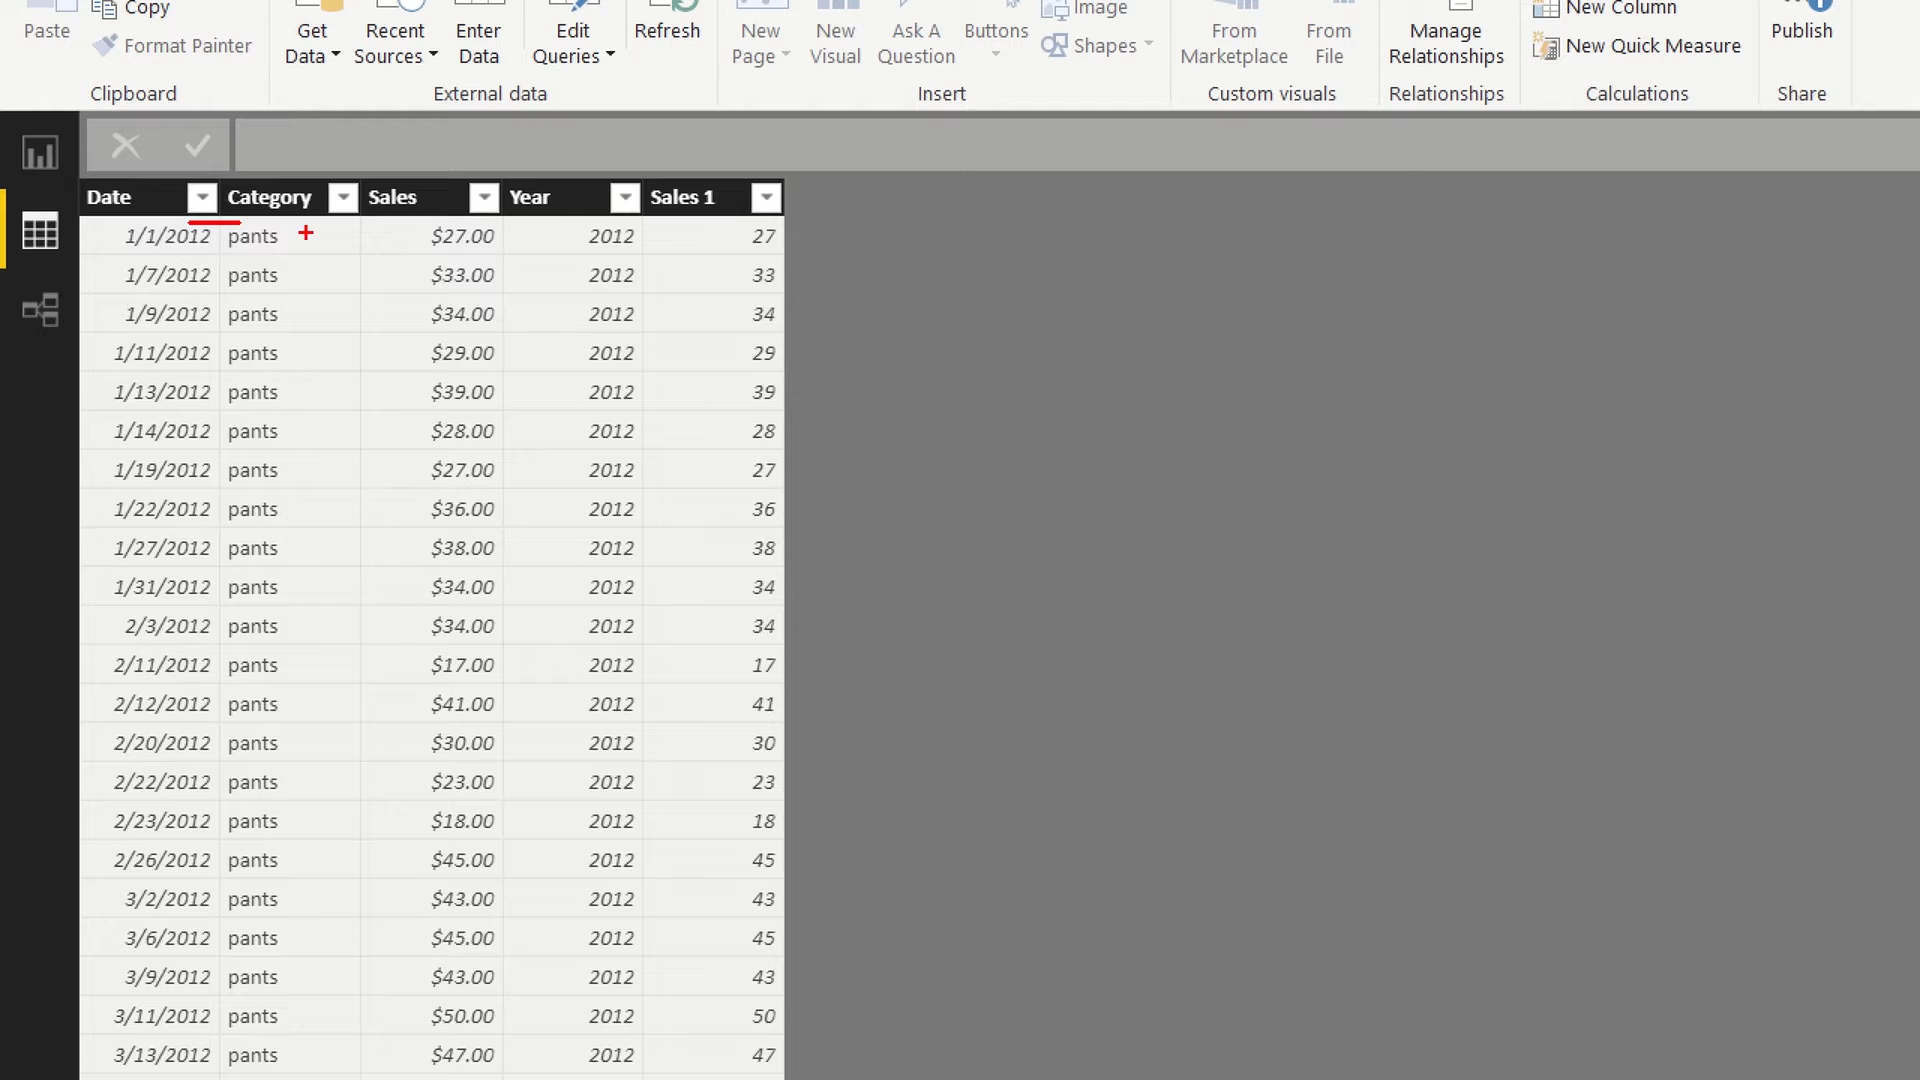 Paste
Copy
Format Painter
Clipboard
Get Data
Recent Sources
Enter Data
Edit Queries
Refresh
External data
New Page
New Visual
Ask A Question
Buttons
Image
Shapes
Insert
From Marketplace
From File
Custom visuals
Manage Relationships
Relationships
New Column
New Quick Measure
Calculations
Publish
Share
Date Category Sales Year Sales 1
1/1/2012 pants $27.00 2012 27
1/7/2012 pants $33.00 2012 33
1/9/2012 pants $34.00 2012 34
1/11/2012 pants $29.00 2012 29
1/13/2012 pants $39.00 2012 39
1/14/2012 pants $28.00 2012 28
1/19/2012 pants $27.00 2012 27
1/22/2012 pants $36.00 2012 36
1/27/2012 pants $38.00 2012 38
1/31/2012 pants $34.00 2012 34
2/3/2012 pants $34.00 2012 34
2/11/2012 pants $17.00 2012 17
2/12/2012 pants $41.00 2012 41
2/20/2012 pants $30.00 2012 30
2/22/2012 pants $23.00 2012 23
2/23/2012 pants $18.00 2012 18
2/26/2012 pants $45.00 2012 45
3/2/2012 pants $43.00 2012 43
3/6/2012 pants $45.00 2012 45
3/9/2012 pants $43.00 2012 43
3/11/2012 pants $50.00 2012 50
3/13/2012 pants $47.00 2012 47